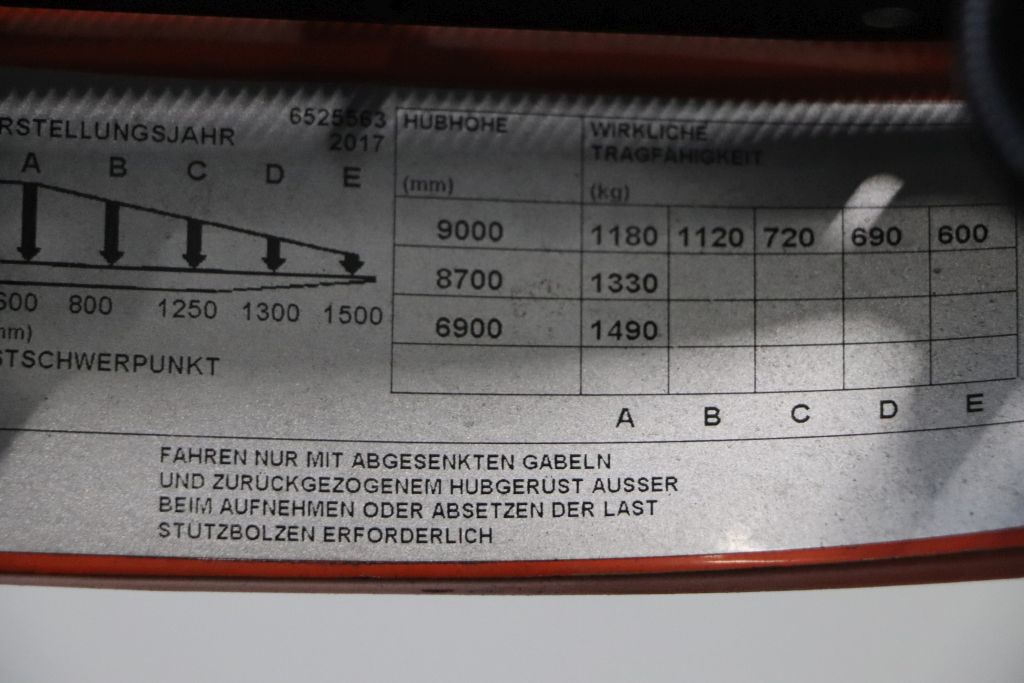 6525563
RSTELLUNGSJAHR 2017
A B C D E
600 800 1250 1300 1500
mm)
STSCHWERPUNKT
HUBHÖHE WIRKLICHE
TRAGFÄHIGKEIT
(mm) (kg)
9000 1180 1120 720 690 600
8700 1330
6900 1490
A B C D E
FAHREN NUR MIT ABGESENKTEN GABELN
UND ZURÜCKGEZOGENEM HUBGERÜST AUSSER
BEIM AUFNEHMEN ODER ABSETZEN DER LAST
STÜTZBOLZEN ERFORDERLICH